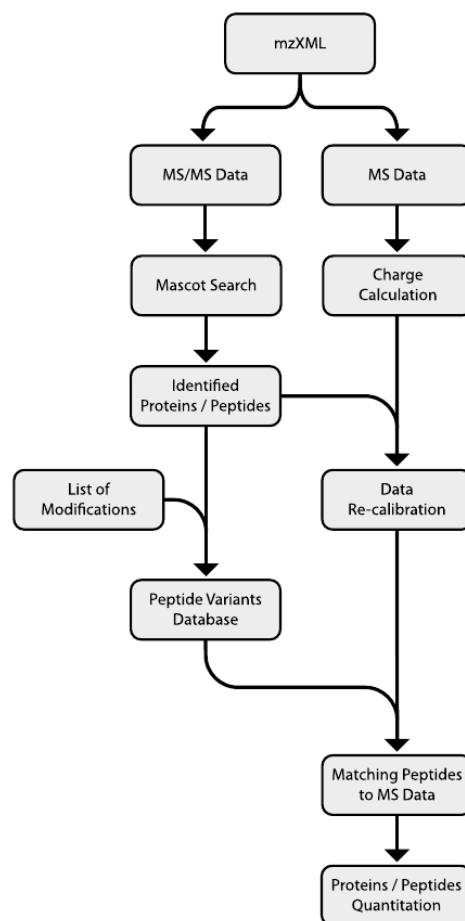 mzXML
MS/MS Data
MS Data
Mascot Search
Charge
Calculation
Identified
Proteins / Peptides
List of
Modifications
Data
Re-calibration
Peptide Variants
Database
Matching Peptides
to MS Data
Proteins / Peptides
Quantitation